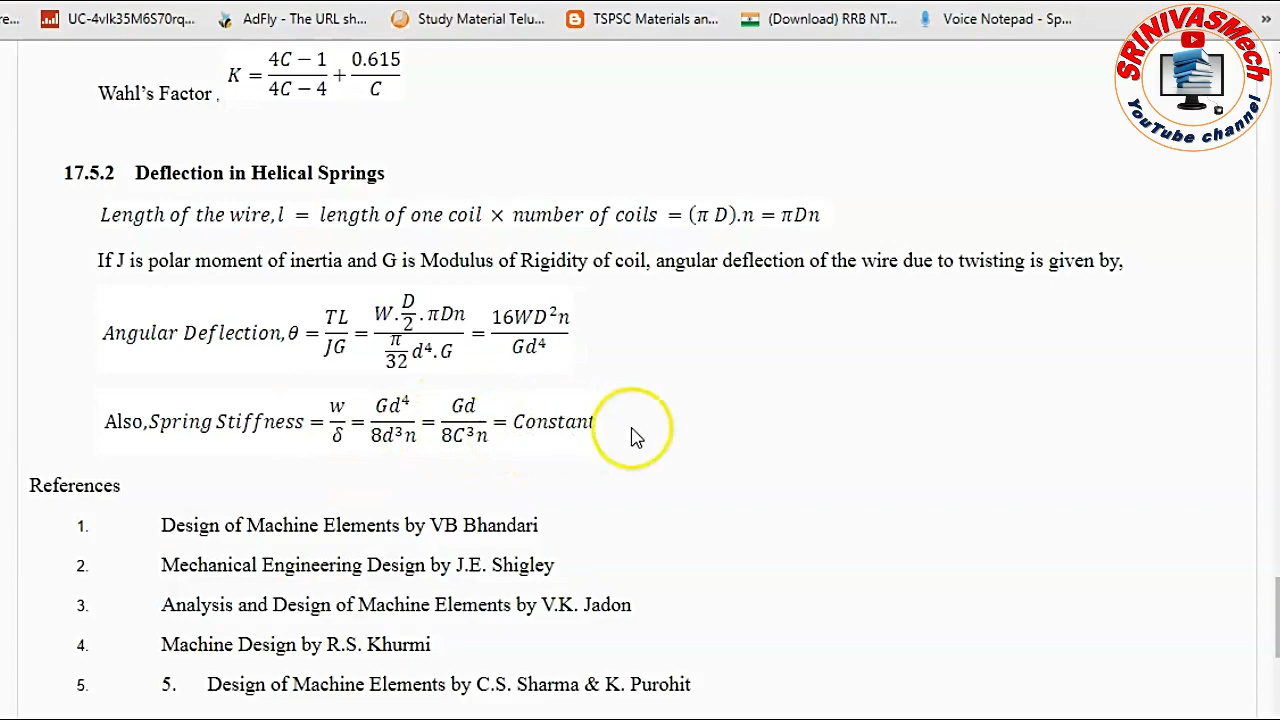 re... UC-4vlk35M6S70rq... AdFly - The URL sh... Study Material Telu... TSPSC Materials an... (Download) RRB NT... Voice Notepad - Sp... »
SRINIVASMech
YouTube channel
Wahl's Factor , K = (4C − 1)/(4C − 4) + 0.615/C
17.5.2 Deflection in Helical Springs
Length of the wire, l = length of one coil × number of coils = (π D).n = πDn
If J is polar moment of inertia and G is Modulus of Rigidity of coil, angular deflection of the wire due to twisting is given by,
Angular Deflection, θ = TL/JG = (W.D/2.πDn)/(π/32 d⁴.G) = 16WD²n/Gd⁴
Also,Spring Stiffness = w/δ = Gd⁴/8d³n = Gd/8C³n = Constant
References
1. Design of Machine Elements by VB Bhandari
2. Mechanical Engineering Design by J.E. Shigley
3. Analysis and Design of Machine Elements by V.K. Jadon
4. Machine Design by R.S. Khurmi
5. 5. Design of Machine Elements by C.S. Sharma & K. Purohit